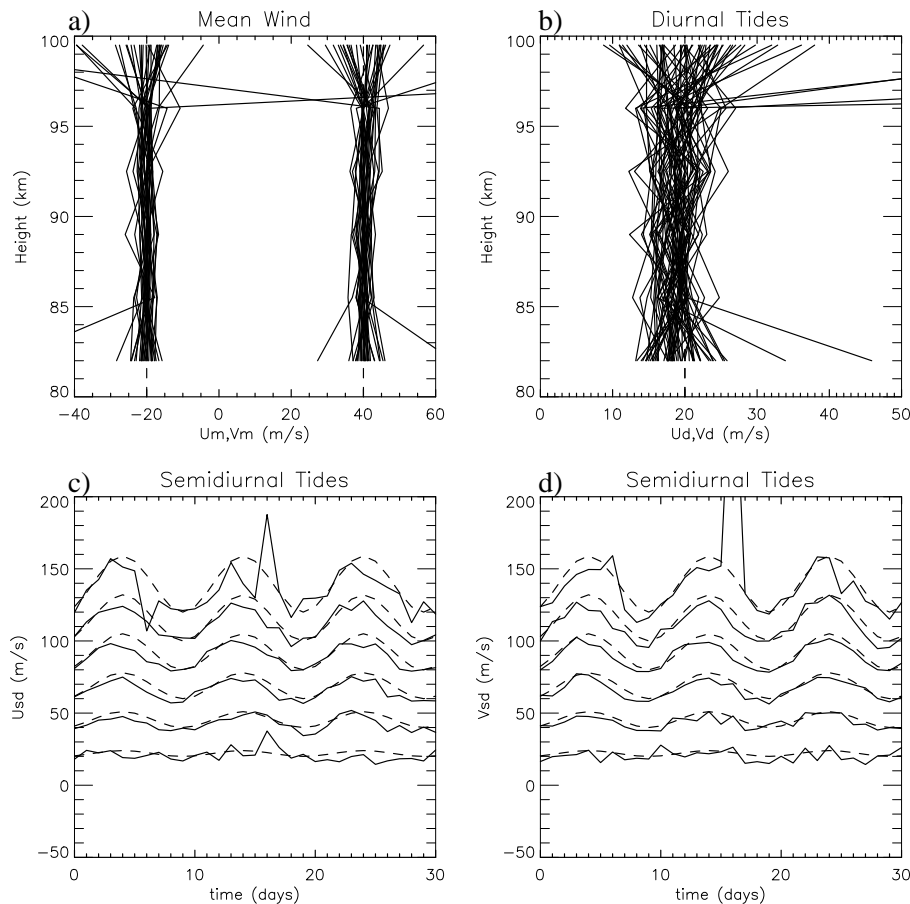 a) Mean Wind
100
95
90
85
80
Height (km)
−40 −20 0 20 40 60
Um,Vm (m/s)
b) Diurnal Tides
100
95
90
85
80
Height (km)
0 10 20 30 40 50
Ud,Vd (m/s)
c) Semidiurnal Tides
200
150
100
50
0
−50
Usd (m/s)
0 10 20 30
time (days)
d) Semidiurnal Tides
200
150
100
50
0
−50
Vsd (m/s)
0 10 20 30
time (days)